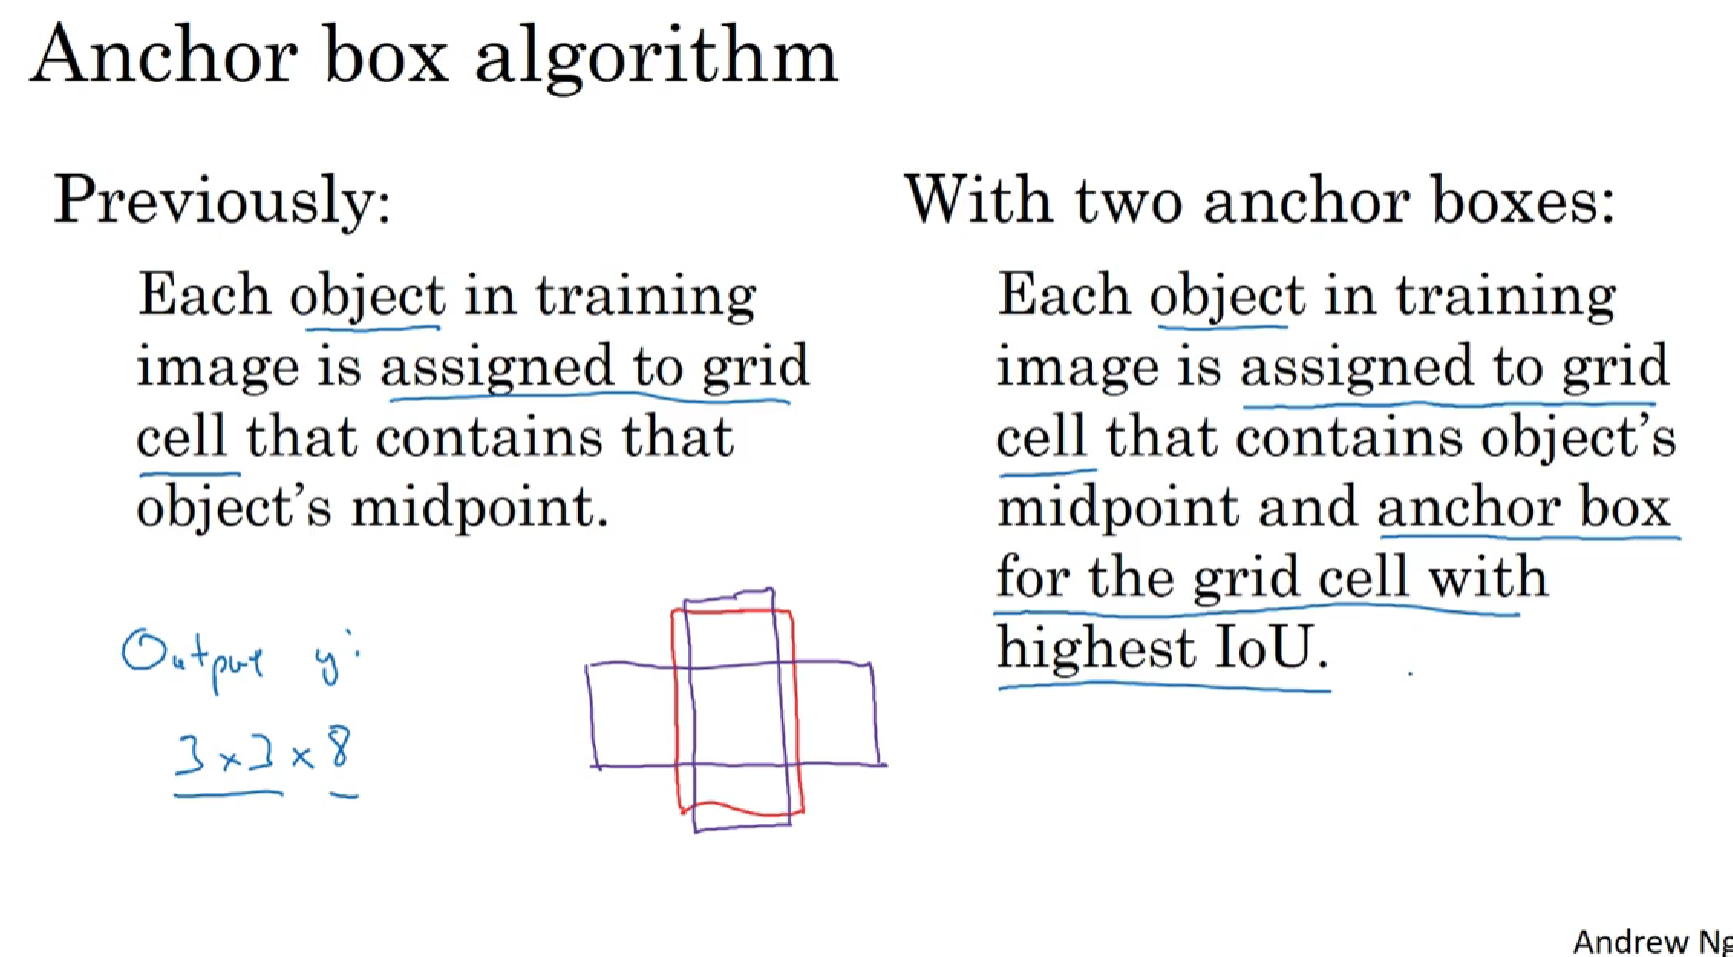 Anchor box algorithm
Previously:
Each object in training
image is assigned to grid
cell that contains that
object’s midpoint.
Output y:
3 x 3 x 8
With two anchor boxes:
Each object in training
image is assigned to grid
cell that contains object’s
midpoint and anchor box
for the grid cell with
highest IoU.
Andrew Ng